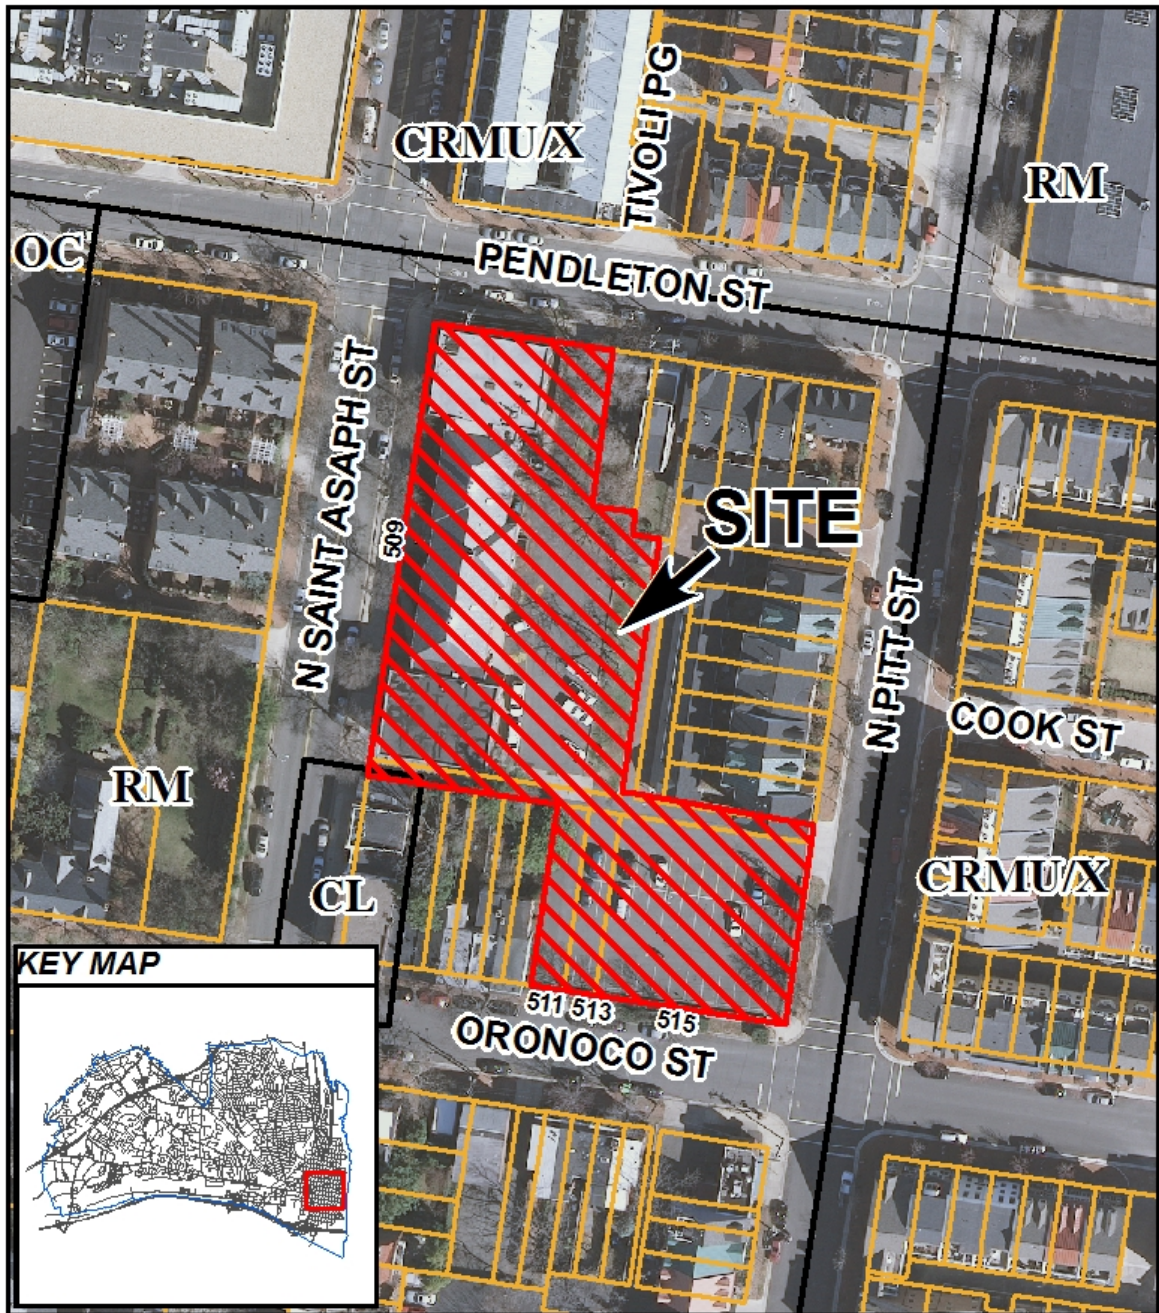 CRMU/X
TIVOLI PG
RM
OC
PENDLETON ST
N SAINT ASAPH ST
509
SITE
N PITT ST
COOK ST
RM
CL
CRMU/X
KEY MAP
511 513 515
ORONOCO ST